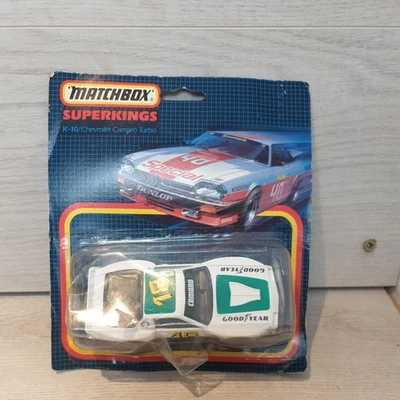 MATCHBOX
SUPERKINGS
K-10/Chevrolet Camaro Turbo
Special
40
40
DUNLOP
GOODYEAR
CAMARO
GOODYEAR